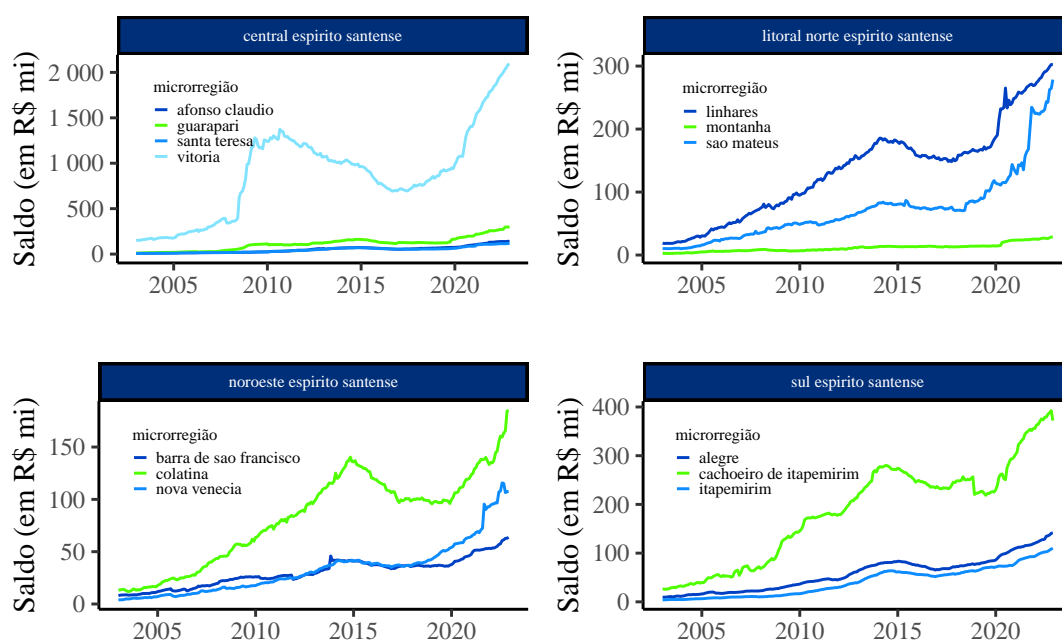 central espirito santense
Saldo (em R$ mi)
2 000
1 500
1 000
500
0
microrregião
afonso claudio
guarapari
santa teresa
vitoria
2005 2010 2015 2020
litoral norte espirito santense
Saldo (em R$ mi)
300
200
100
0
microrregião
linhares
montanha
sao mateus
2005 2010 2015 2020
noroeste espirito santense
Saldo (em R$ mi)
150
100
50
0
microrregião
barra de sao francisco
colatina
nova venecia
2005 2010 2015 2020
sul espirito santense
Saldo (em R$ mi)
400
300
200
100
0
microrregião
alegre
cachoeiro de itapemirim
itapemirim
2005 2010 2015 2020